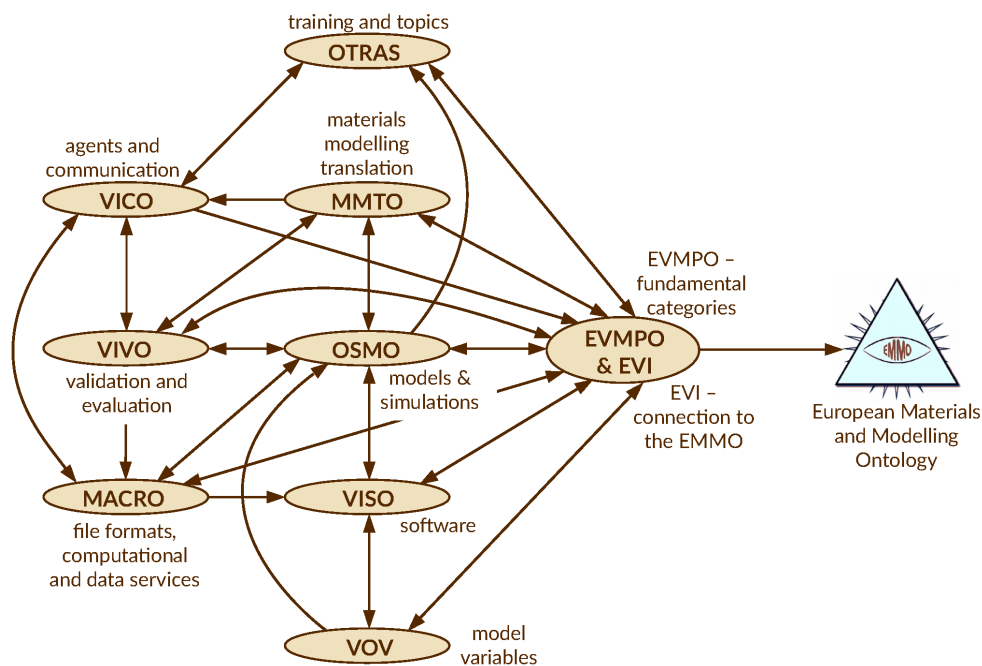 training and topics
OTRAS
agents and
communication
VICO
materials
modelling
translation
MMTO
EVMPO –
fundamental
categories
VIVO
validation and
evaluation
OSMO
models &
simulations
EVMPO
& EVI
EVI –
connection to
the EMMO
EMMO
European Materials
and Modelling
Ontology
MACRO
file formats,
computational
and data services
VISO
software
VOV
model
variables